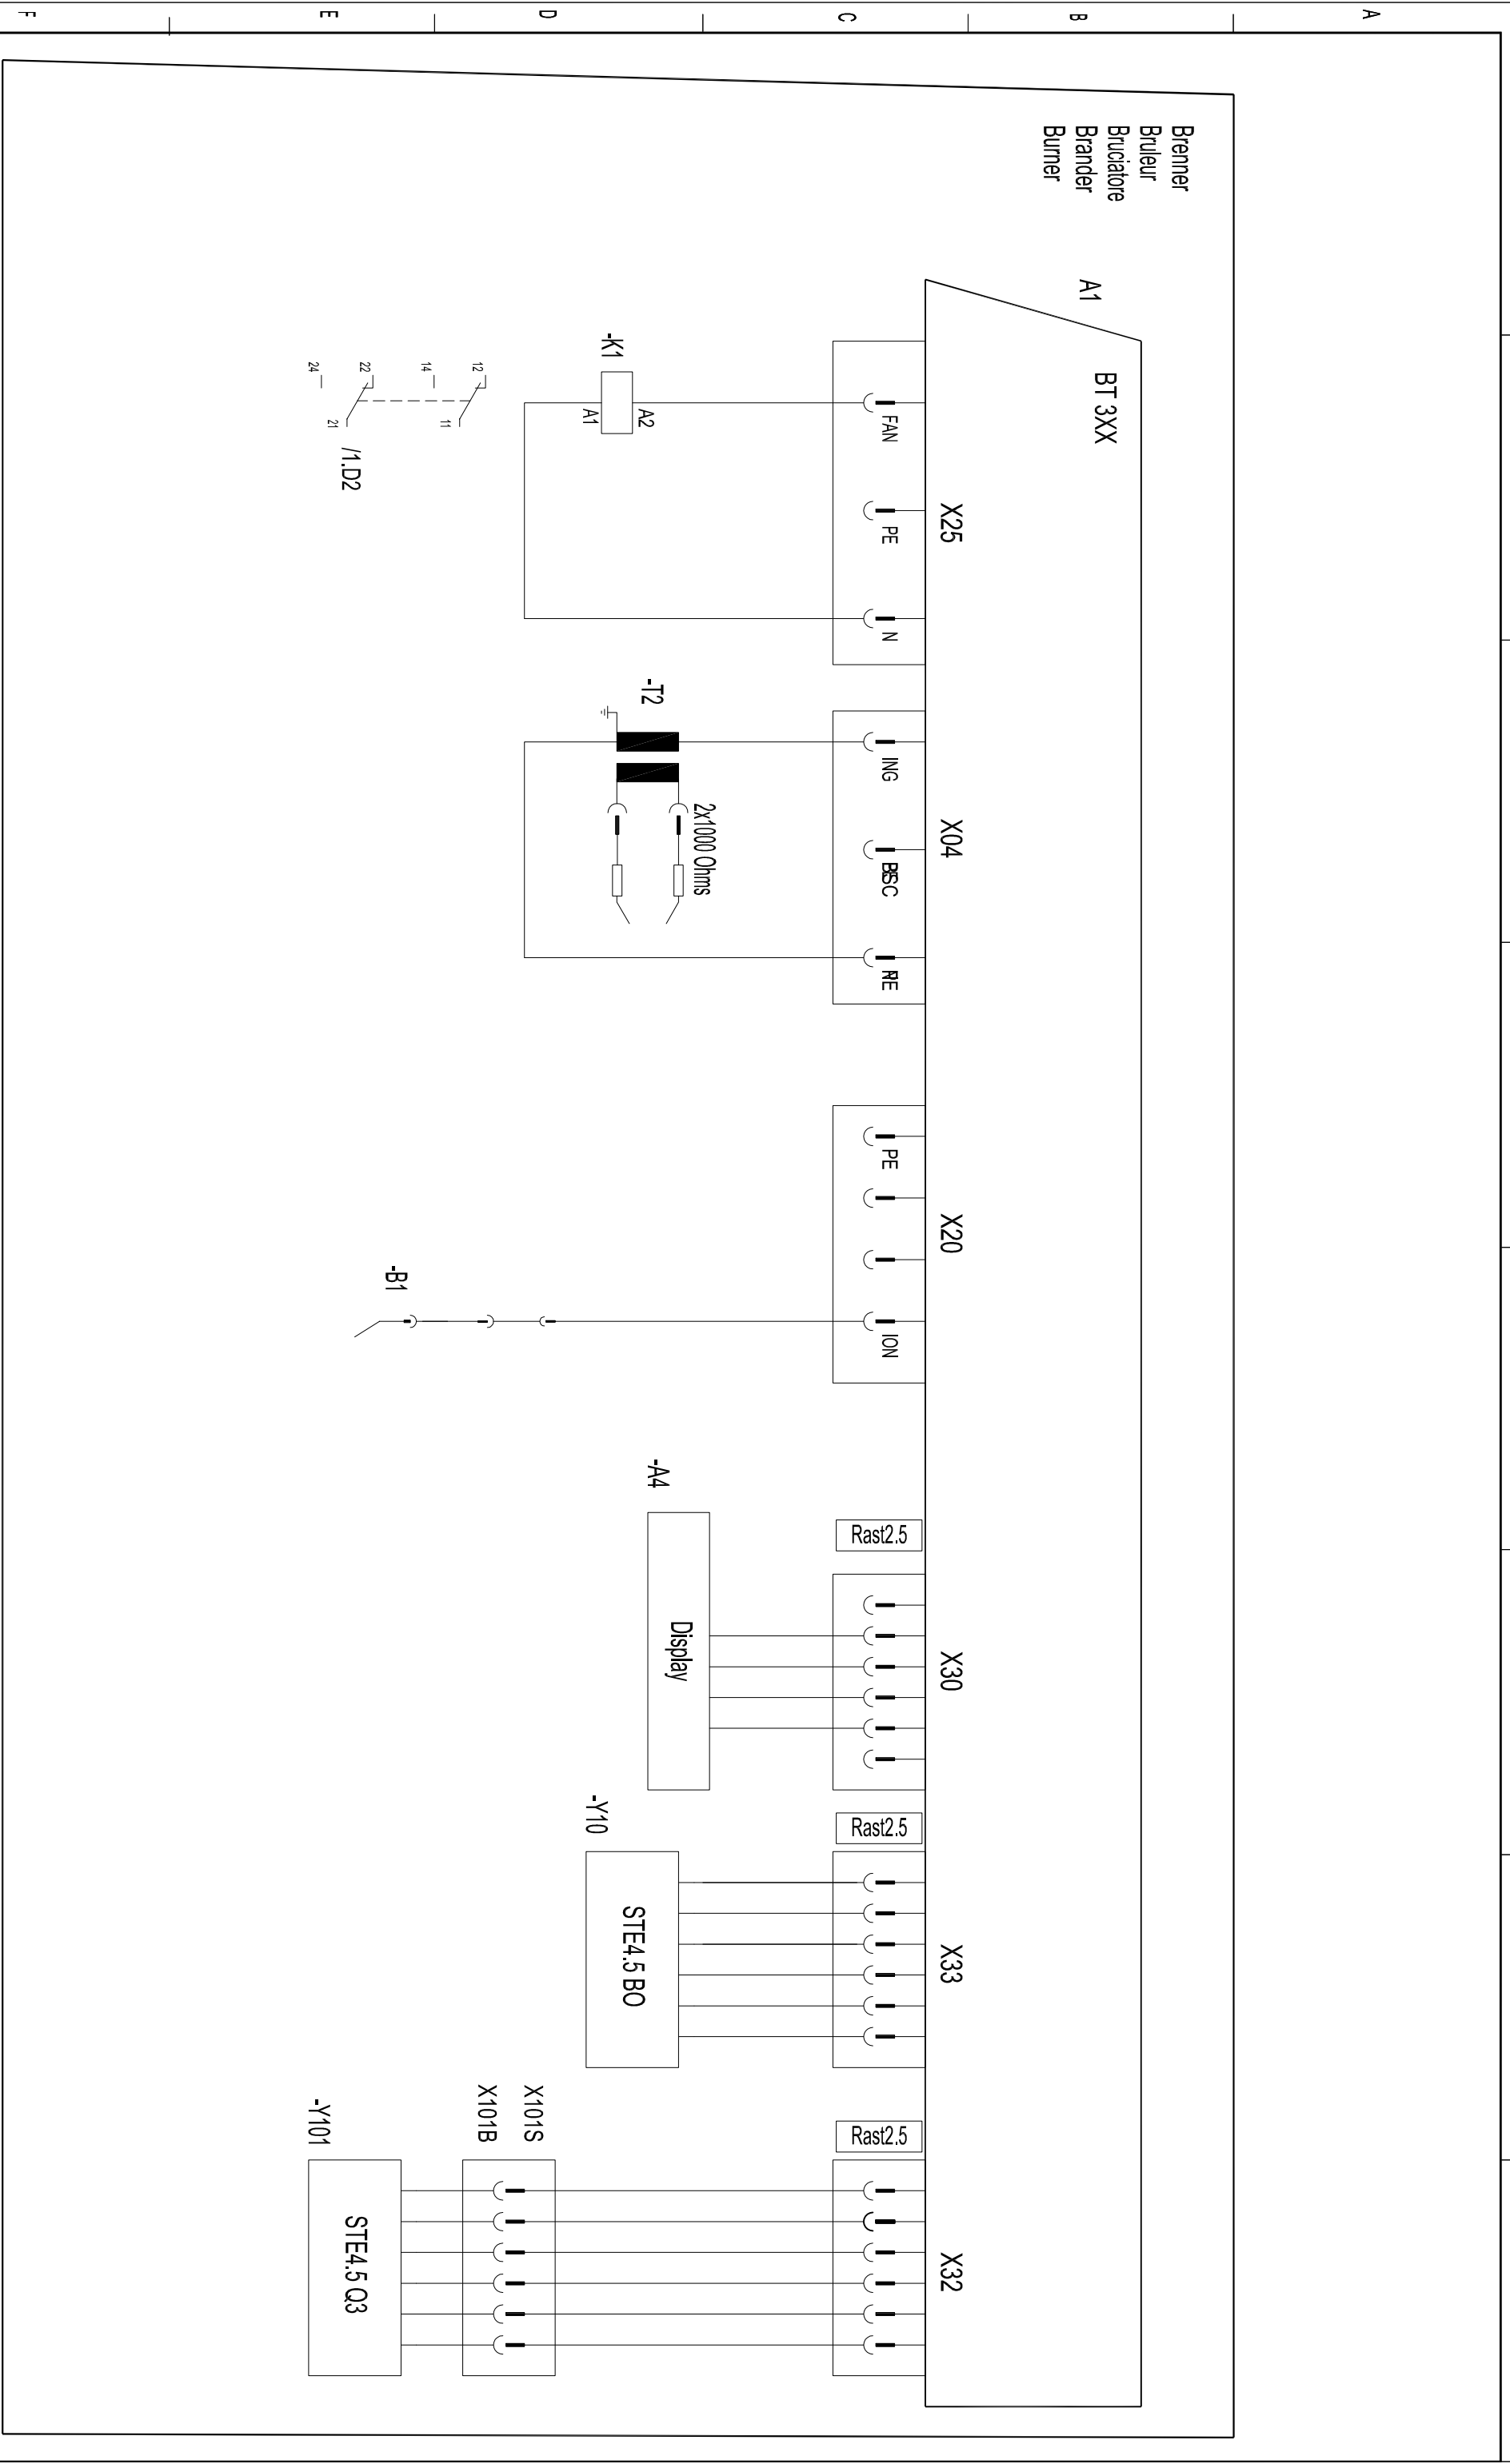 A
B
C
D
E
F
Brenner
Bruleur
Bruciatore
Brander
Burner
A1
BT 3XX
X25
X04
X20
X30
X33
X32
FAN
PE
N
ING
PE
ION
Rast2.5
Rast2.5
Rast2.5
-K1
A2
A1
-T2
2x1000 Ohms
-A4
Display
-Y10
STE4.5 BO
X101S
X101B
12
14
11
22
24
21
/1.D2
-B1
-Y101
STE4.5 Q3